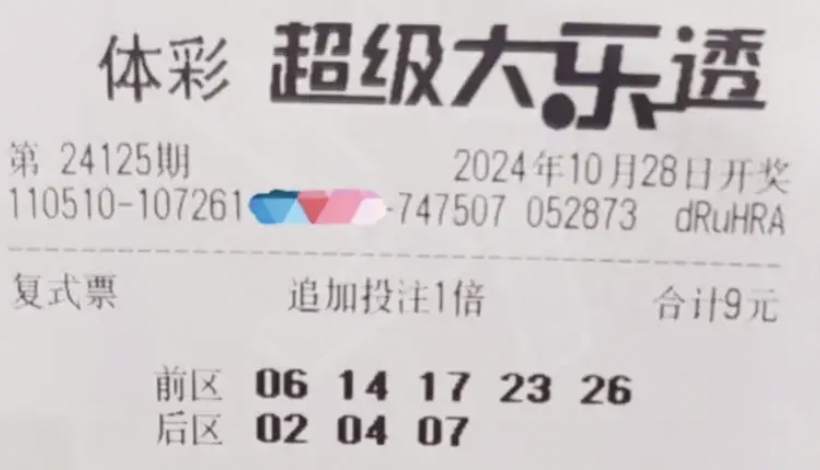 体彩 超级大乐透
第 24125期 2024年10月28日开奖
110510-107261 -747507 052873 dRuHRA
复式票 追加投注1倍 合计9元
前区 06 14 17 23 26
后区 02 04 07